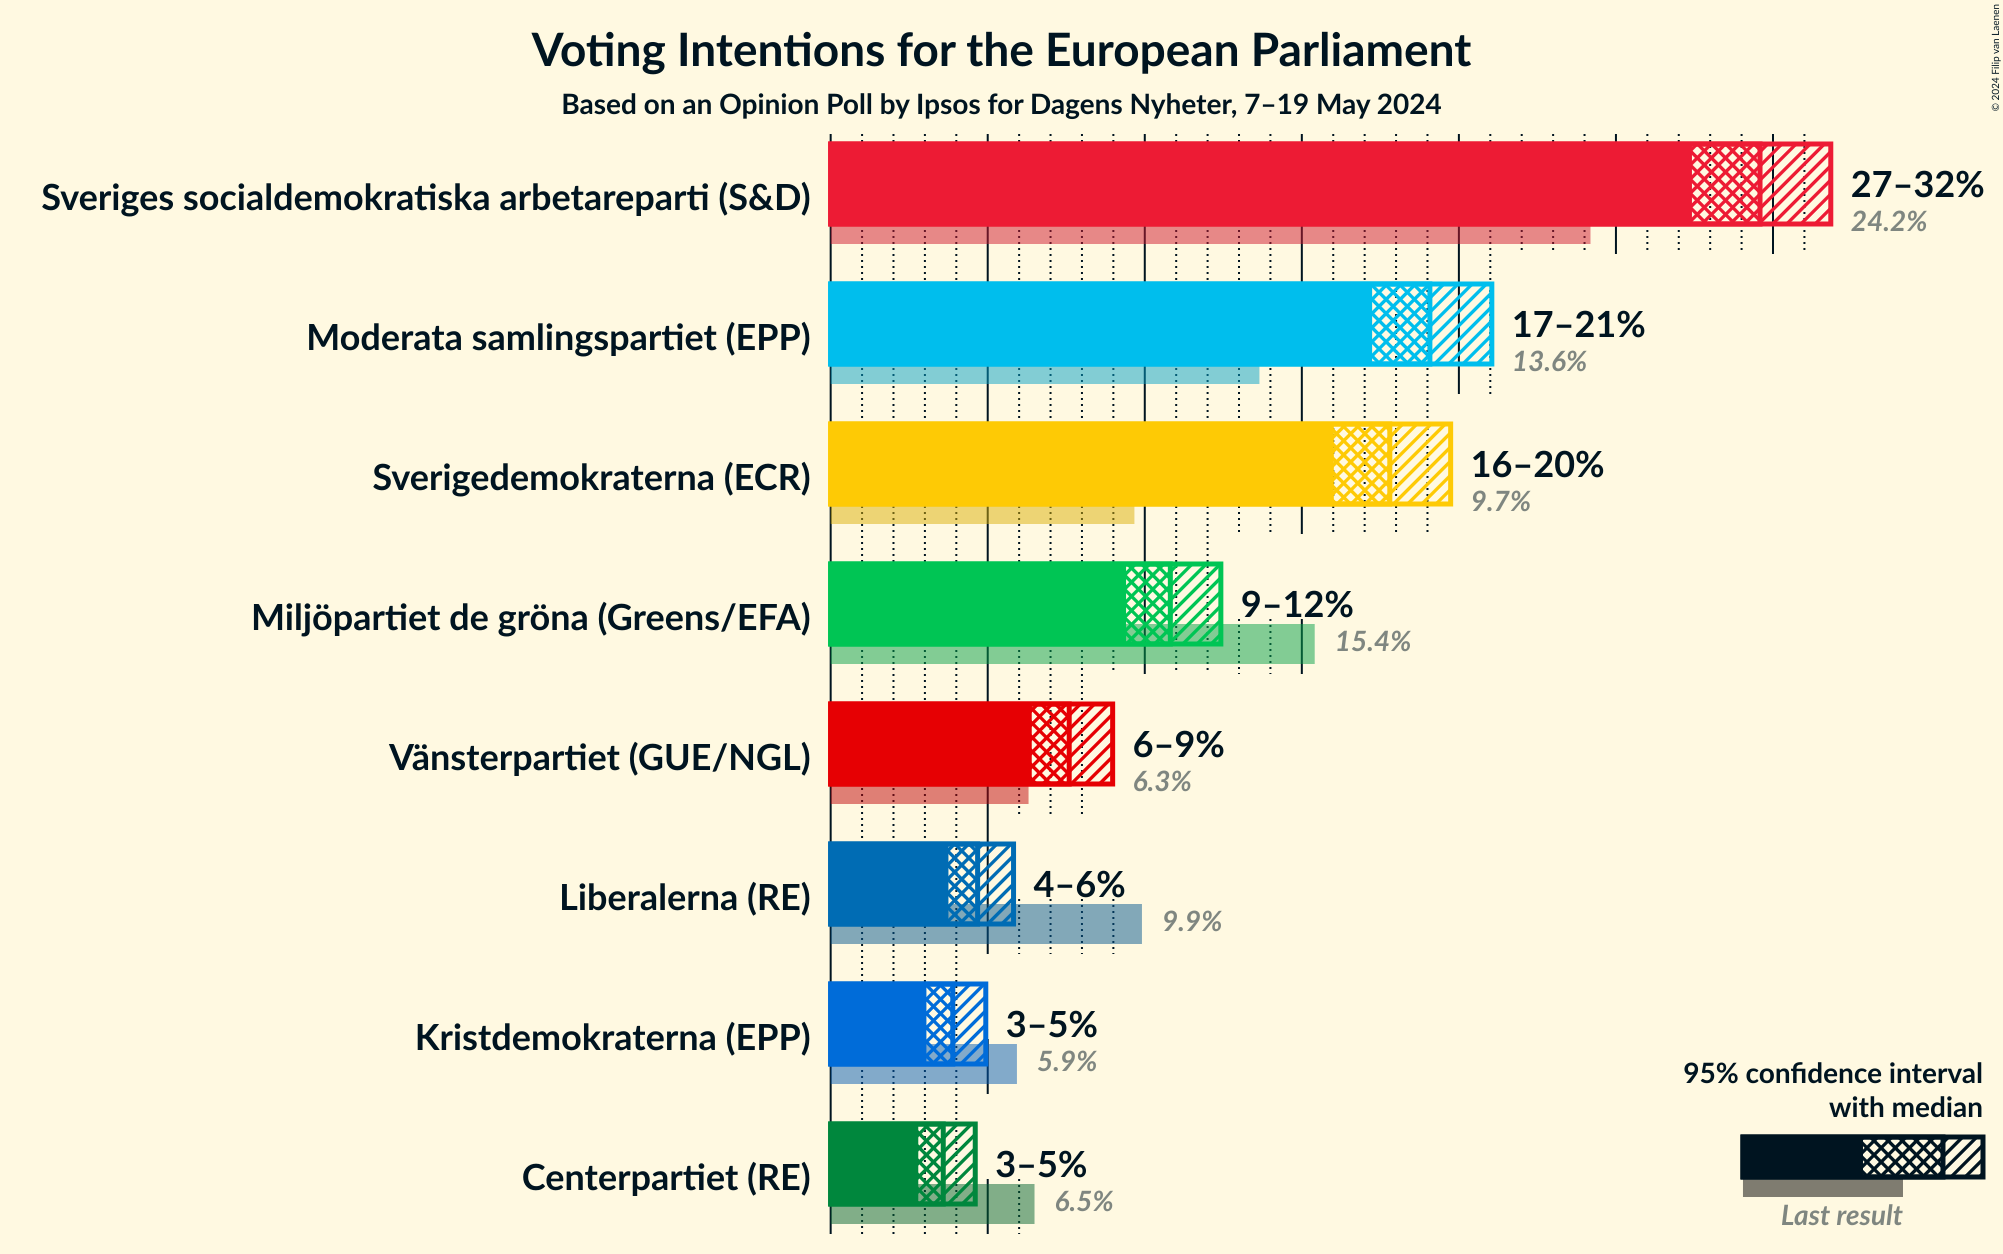 Voting Intentions for the European Parliament
Based on an Opinion Poll by Ipsos for Dagens Nyheter, 7–19 May 2024
© 2024 Filip van Laenen
Sveriges socialdemokratiska arbetareparti (S&D)
27–32%
24.2%
Moderata samlingspartiet (EPP)
17–21%
13.6%
Sverigedemokraterna (ECR)
16–20%
9.7%
Miljöpartiet de gröna (Greens/EFA)
9–12%
15.4%
Vänsterpartiet (GUE/NGL)
6–9%
6.3%
Liberalerna (RE)
4–6%
9.9%
Kristdemokraterna (EPP)
3–5%
5.9%
Centerpartiet (RE)
3–5%
6.5%
95% confidence interval
with median
Last result